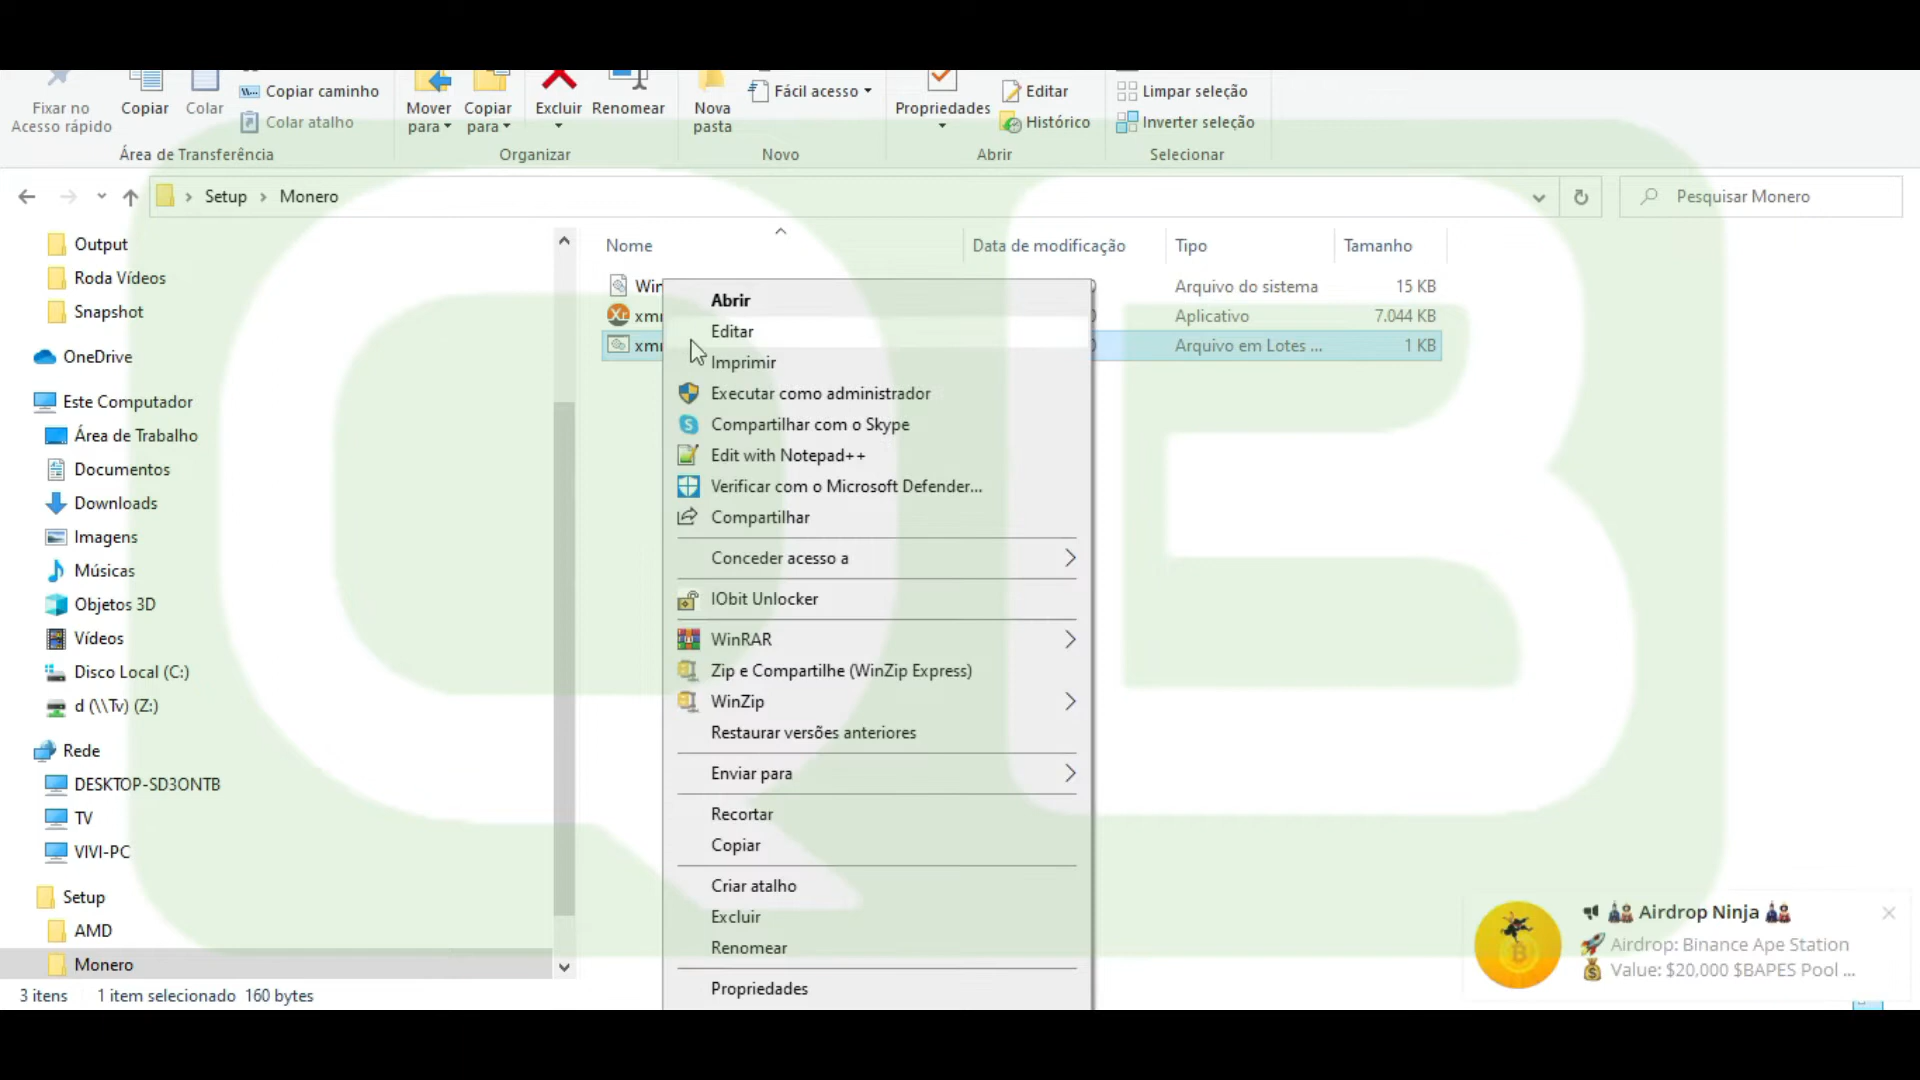 Fixar no
Acesso rápido
Copiar
Colar
Copiar caminho
Colar atalho
Área de Transferência
Mover
para
Copiar
para
Excluir
Renomear
Organizar
Nova
pasta
Fácil acesso
Novo
Propriedades
Editar
Histórico
Abrir
Limpar seleção
Inverter seleção
Selecionar
Setup
Monero
Pesquisar Monero
Output
Roda Vídeos
Snapshot
OneDrive
Este Computador
Área de Trabalho
Documentos
Downloads
Imagens
Músicas
Objetos 3D
Vídeos
Disco Local (C:)
d (\\Tv) (Z:)
Rede
DESKTOP-SD3ONTB
TV
VIVI-PC
Setup
AMD
Monero
Nome Data de modificação Tipo Tamanho
Arquivo do sistema 15 KB
Aplicativo 7.044 KB
Arquivo em Lotes ... 1 KB
Abrir
Editar
Imprimir
Executar como administrador
Compartilhar com o Skype
Edit with Notepad++
Verificar com o Microsoft Defender...
Compartilhar
Conceder acesso a
IObit Unlocker
WinRAR
Zip e Compartilhe (WinZip Express)
WinZip
Restaurar versões anteriores
Enviar para
Recortar
Copiar
Criar atalho
Excluir
Renomear
Propriedades
Airdrop Ninja
Airdrop: Binance Ape Station
Value: $20,000 $BAPES Pool ...
3 itens 1 item selecionado 160 bytes